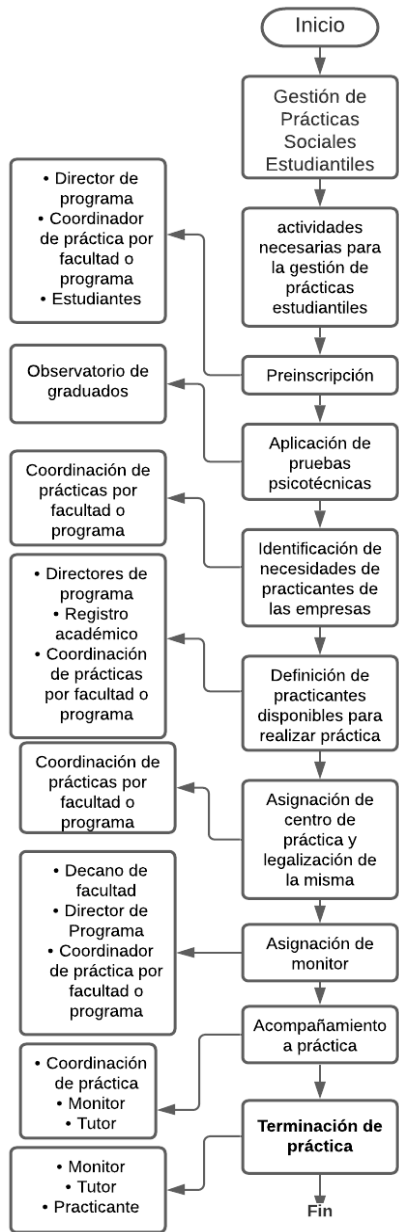 Inicio
Gestión de
Prácticas
Sociales
Estudiantiles
actividades
necesarias para
la gestión de
prácticas
estudiantiles
Preinscripción
• Director de
programa
• Coordinador
de práctica por
facultad o
programa
• Estudiantes
Aplicación de
pruebas
psicotécnicas
Observatorio de
graduados
Identificación de
necesidades de
practicantes de
las empresas
Coordinación de
prácticas por
facultad o
programa
Definición de
practicantes
disponibles para
realizar práctica
• Directores de
programa
• Registro
académico
• Coordinación
de prácticas
por facultad o
programa
Asignación de
centro de
práctica y
legalización de
la misma
Coordinación de
prácticas por
facultad o
programa
Asignación de
monitor
• Decano de
facultad
• Director de
Programa
• Coordinador
de práctica por
facultad o
programa
Acompañamiento
a práctica
• Coordinación
de práctica
• Monitor
• Tutor
Terminación de
práctica
• Monitor
• Tutor
• Practicante
Fin